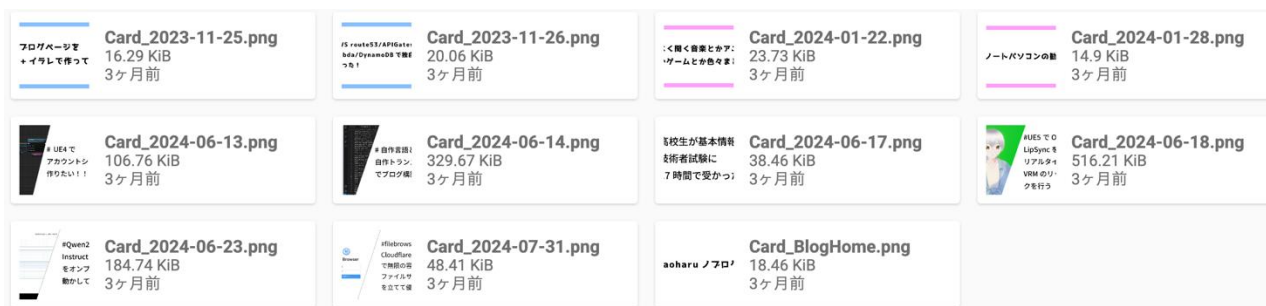 ブログページを
+ イラレで作って
Card_2023-11-25.png
16.29 KiB
3ヶ月前
/S route53/APIGate
bda/DynamoDB で
った！
Card_2023-11-26.png
20.06 KiB
3ヶ月前
く聞く音楽とかアニ
ゲームとか色々ま
Card_2024-01-22.png
23.73 KiB
3ヶ月前
ノートパソコンの
Card_2024-01-28.png
14.9 KiB
3ヶ月前
# UE4 で
アカウントシ
作りたい！！
Card_2024-06-13.png
106.76 KiB
3ヶ月前
# 自作言語
自作トラン
でブログ
Card_2024-06-14.png
329.67 KiB
3ヶ月前
高校生が基本情報
技術者試験に
7 時間で受かっ
Card_2024-06-17.png
38.46 KiB
3ヶ月前
#UE5 で O
LipSync を
リアルタイ
VRM のリ
クを行う
Card_2024-06-18.png
516.21 KiB
3ヶ月前
#Qwen2
Instruct
をオンプ
動かして
Card_2024-06-23.png
184.74 KiB
3ヶ月前
Browser
#filebrows
Cloudflare
で無限の容
ファイルサ
を立てて
Card_2024-07-31.png
48.41 KiB
3ヶ月前
aoharu ノブロ
Card_BlogHome.png
18.46 KiB
3ヶ月前